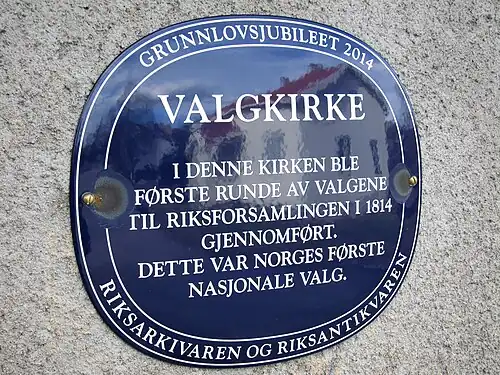 GRUNNLOVSJUBILEET 2014
VALGKIRKE
I DENNE KIRKEN BLE
FØRSTE RUNDE AV VALGENE
TIL RIKSFORSAMLINGEN I 1814
GJENNOMFØRT.
DETTE VAR NORGES FØRSTE
NASJONALE VALG.
RIKSARKIVAREN OG RIKSANTIKVAREN